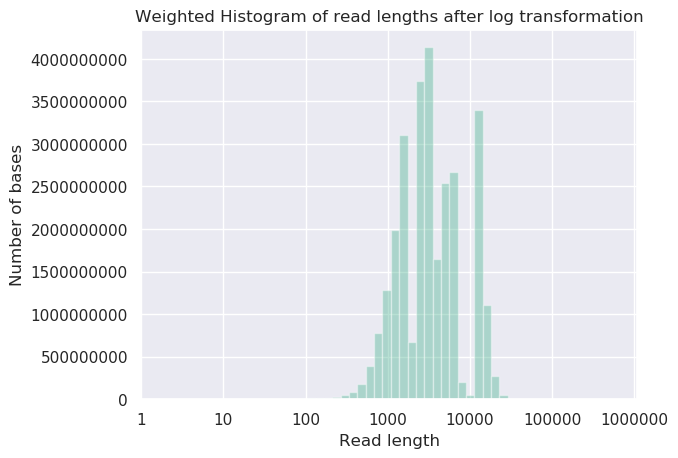 Weighted Histogram of read lengths after log transformation
4000000000
3500000000
3000000000
2500000000
2000000000
1500000000
1000000000
500000000
0
Number of bases
1 10 100 1000 10000 100000 1000000
Read length